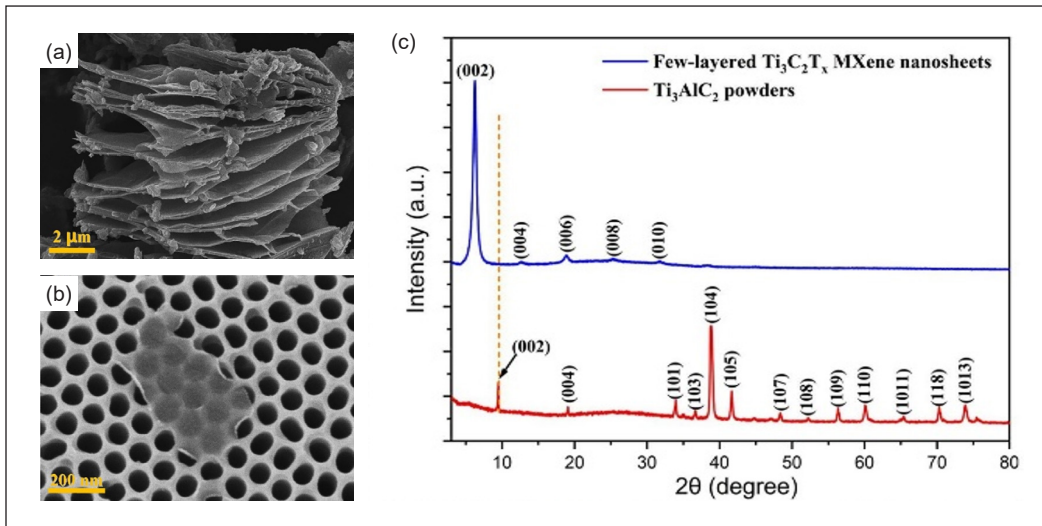 (a)
2 μm
(b)
200 nm
(c)
Few-layered Ti₃C₂Tₓ MXene nanosheets
Ti₃AlC₂ powders
(002)
(004)
(006)
(008)
(010)
(002)
(004)
(101)
(103)
(104)
(105)
(107)
(108)
(109)
(110)
(1011)
(118)
(1013)
Intensity (a.u.)
10 20 30 40 50 60 70 80
2θ (degree)